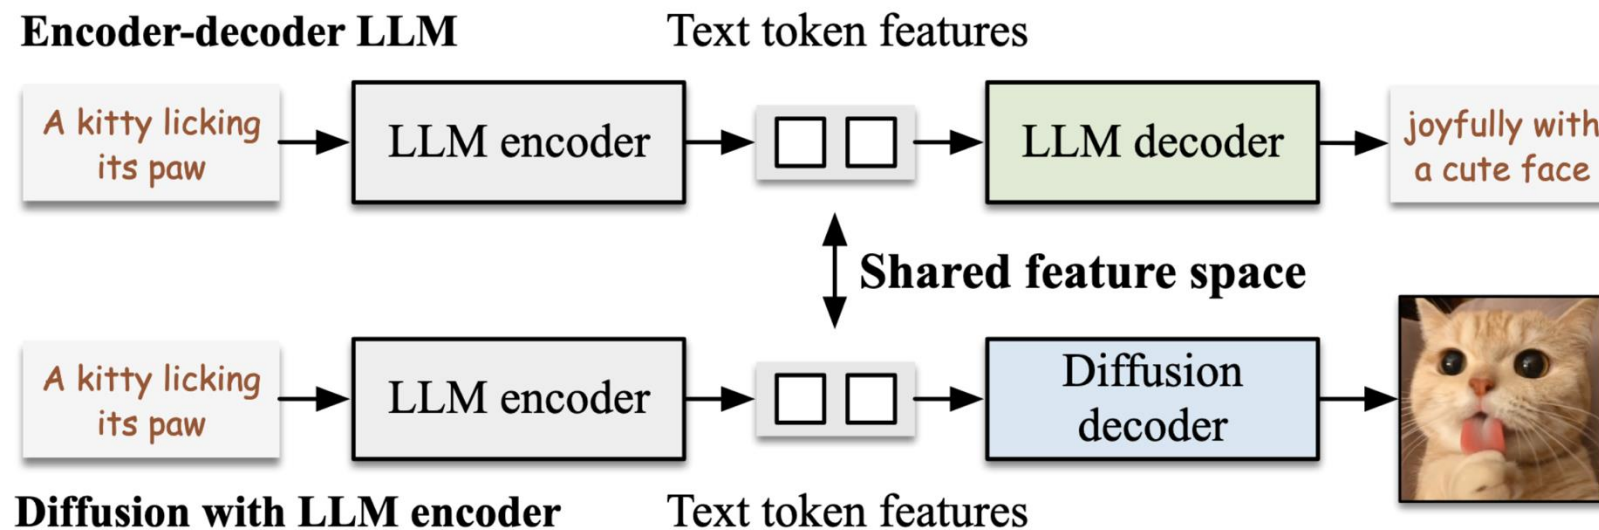 Encoder-decoder LLM
Text token features
A kitty licking
its paw
LLM encoder
LLM decoder
joyfully with
a cute face
Shared feature space
A kitty licking
its paw
LLM encoder
Diffusion
decoder
Diffusion with LLM encoder
Text token features